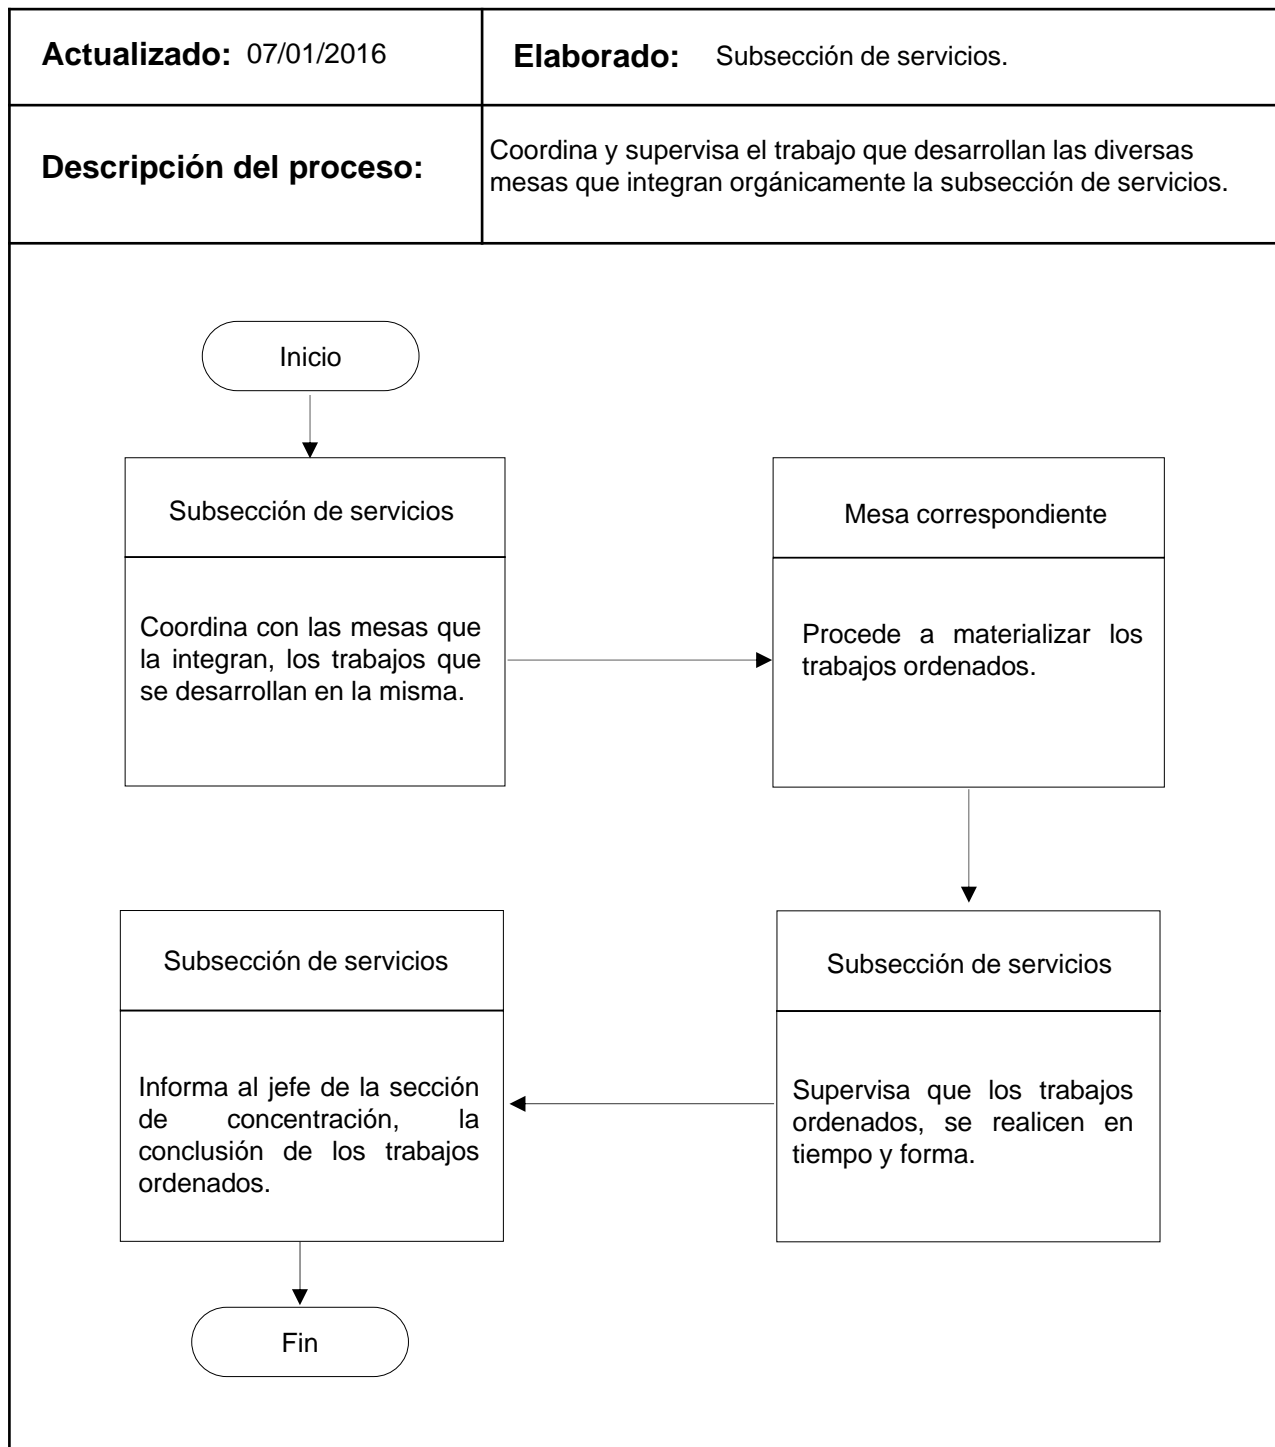 Actualizado: 07/01/2016
Elaborado: Subsección de servicios.
Descripción del proceso:
Coordina y supervisa el trabajo que desarrollan las diversas
mesas que integran orgánicamente la subsección de servicios.
Inicio
Subsección de servicios
Coordina con las mesas que
la integran, los trabajos que
se desarrollan en la misma.
Mesa correspondiente
Procede a materializar los
trabajos ordenados.
Subsección de servicios
Supervisa que los trabajos
ordenados, se realicen en
tiempo y forma.
Subsección de servicios
Informa al jefe de la sección
de concentración, la
conclusión de los trabajos
ordenados.
Fin